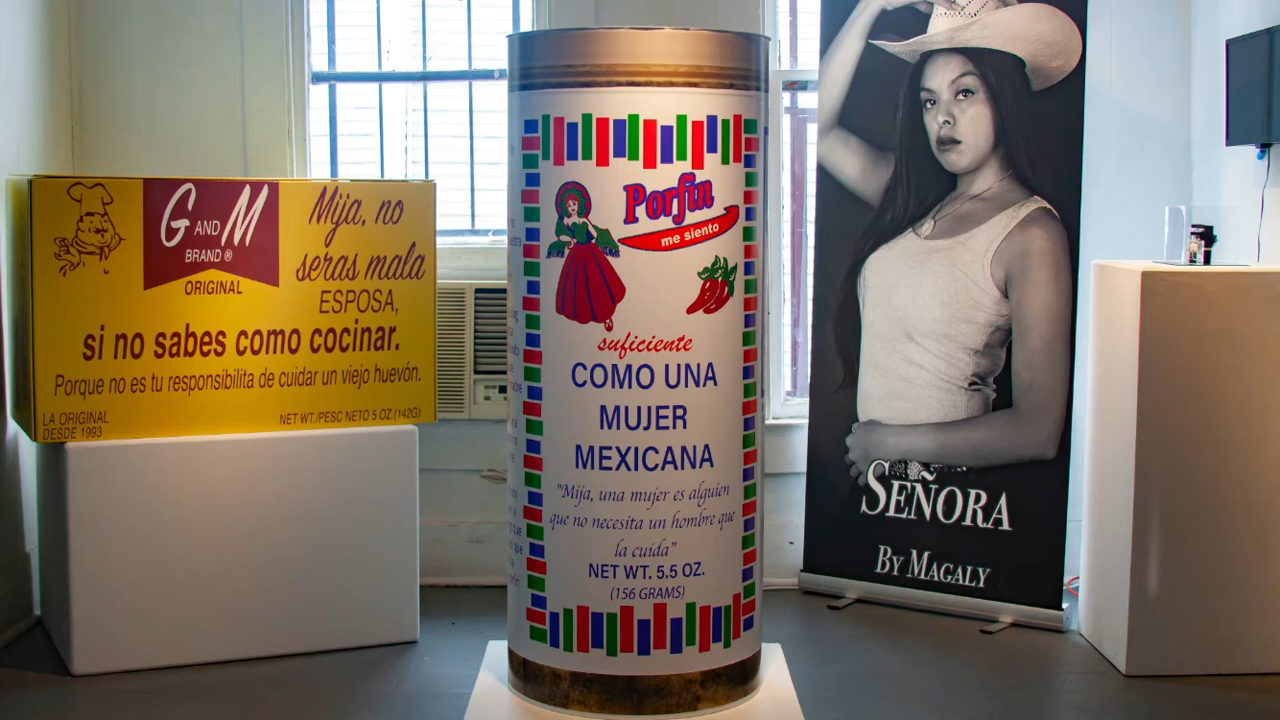 G AND M
BRAND ®
ORIGINAL
Mija, no
seras mala
ESPOSA,
si no sabes como cocinar.
Porque no es tu responsibilita de cuidar un viejo huevón.
LA ORIGINAL
DESDE 1993
NET WT./PESC NETO 5 OZ.(142G)
Porfin
me siento
suficiente
COMO UNA
MUJER
MEXICANA
"Mija, una mujer es alguien
que no necesita un hombre que
la cuida"
NET WT. 5.5 OZ.
(156 GRAMS)
SEÑORA
BY MAGALY